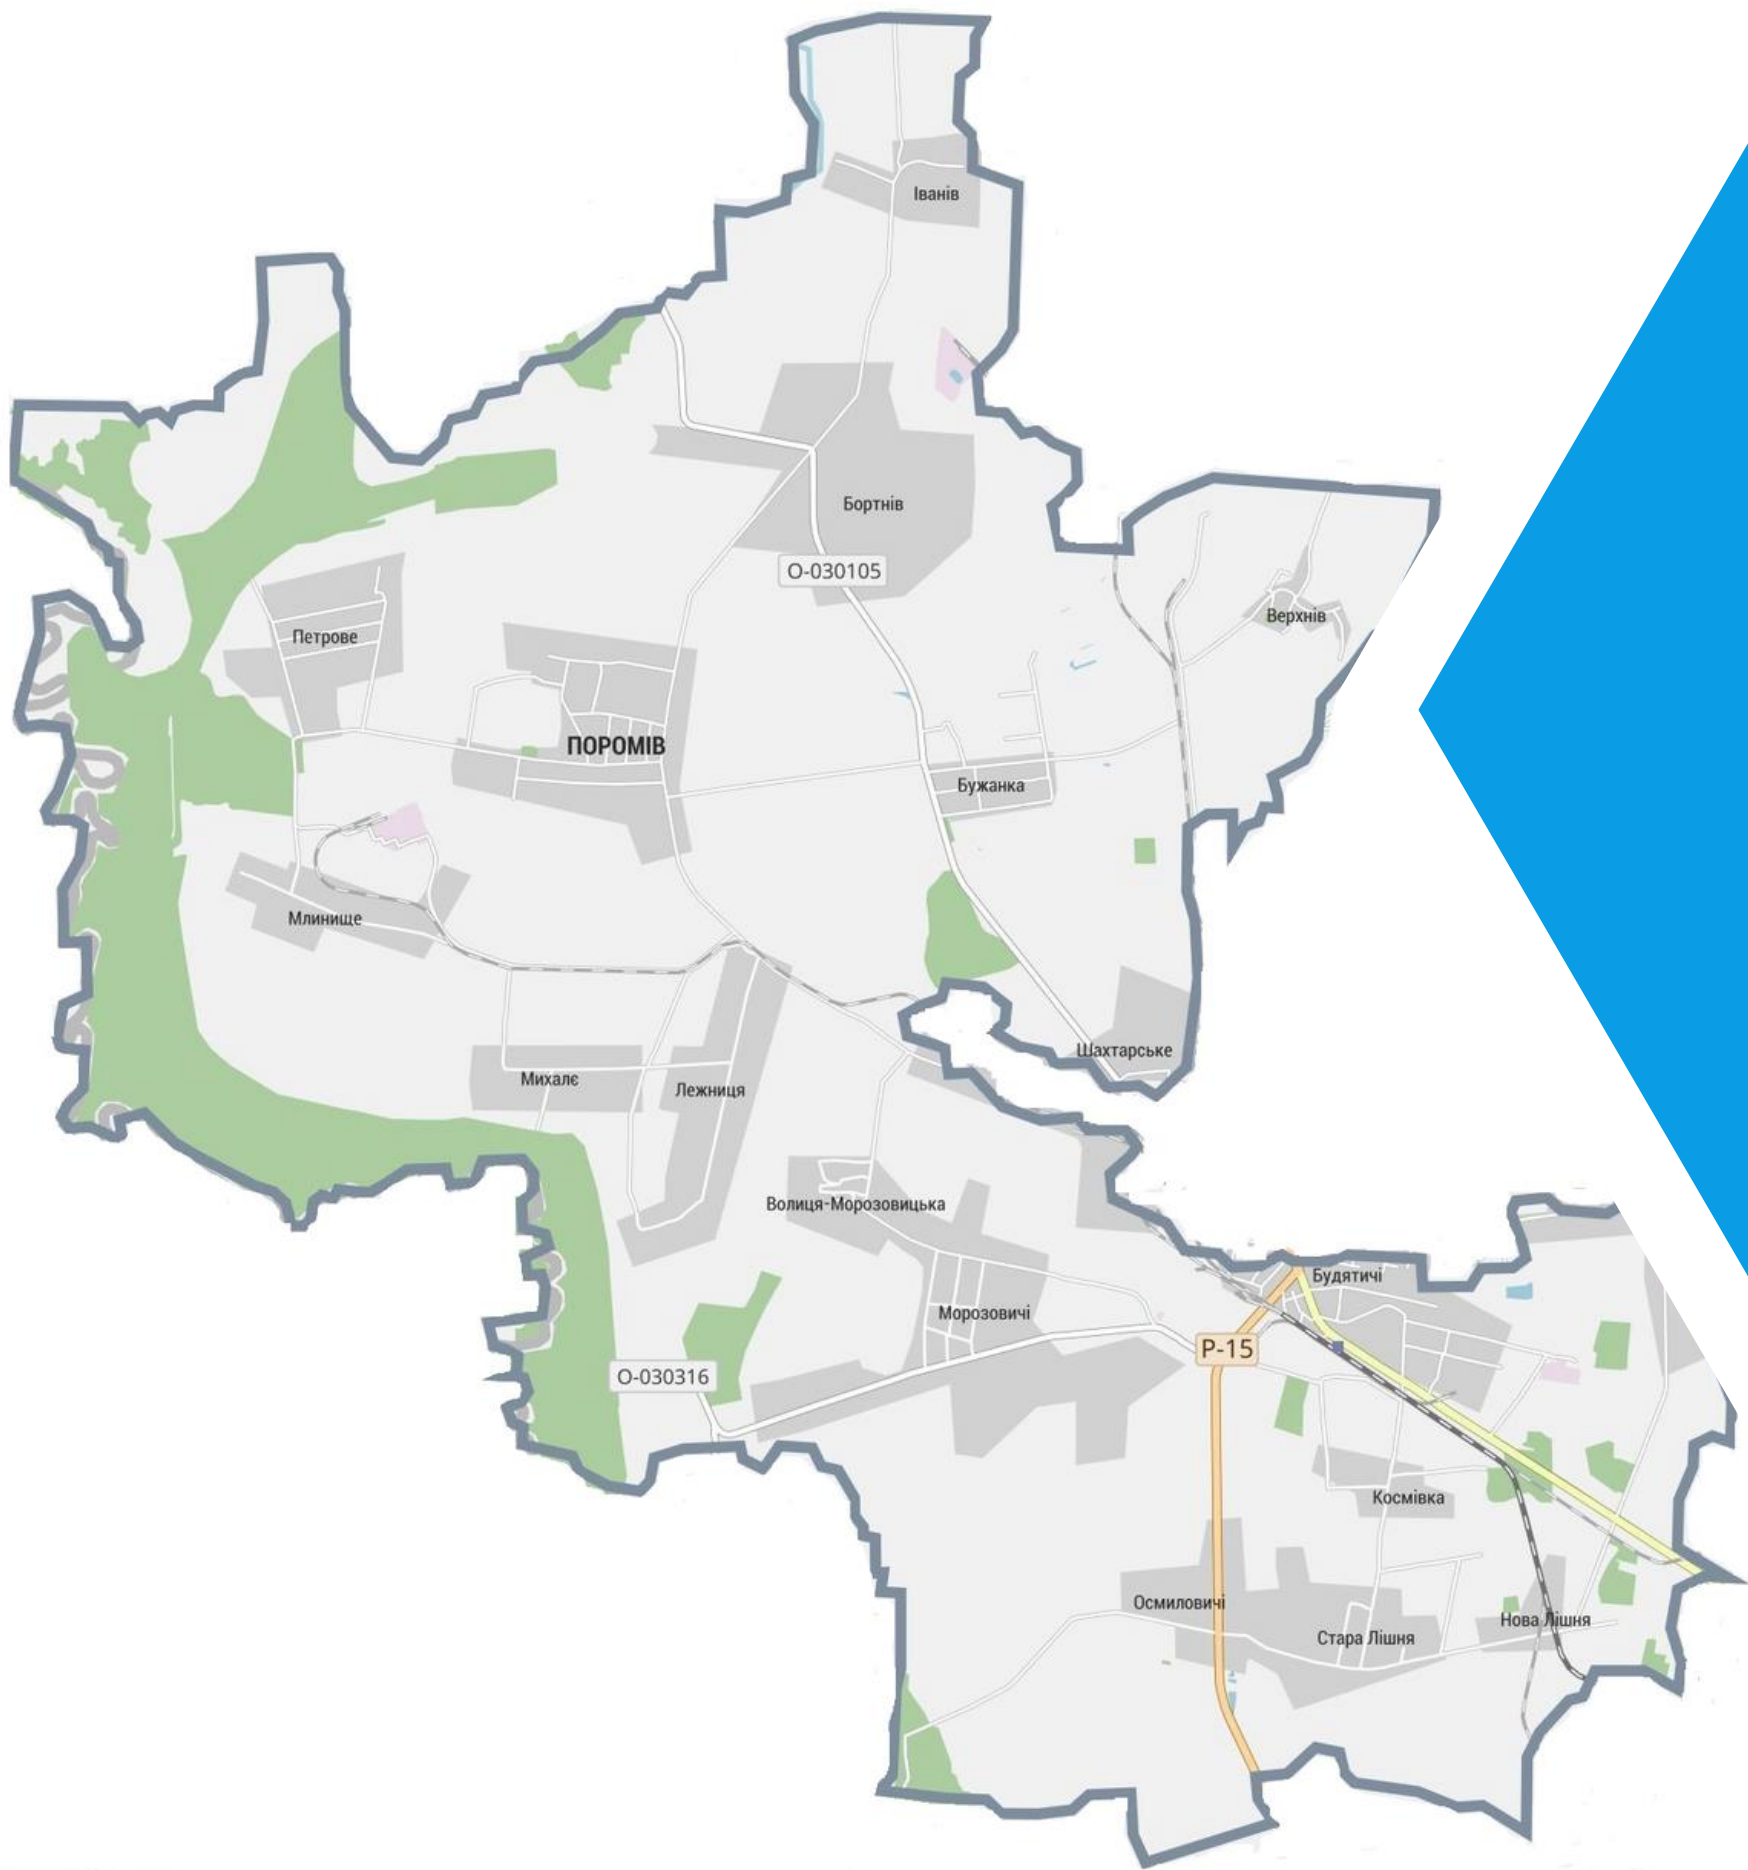 Іванів
Бортнів
О-030105
Верхнів
Петрове
ПОРОМІВ
Бужанка
Млинище
Шахтарське
Михалє
Лежниця
Волиця-Морозовицька
Будятичі
Морозовичі
Р-15
О-030316
Космівка
Осмиловичі
Стара Лішня
Нова Лішня